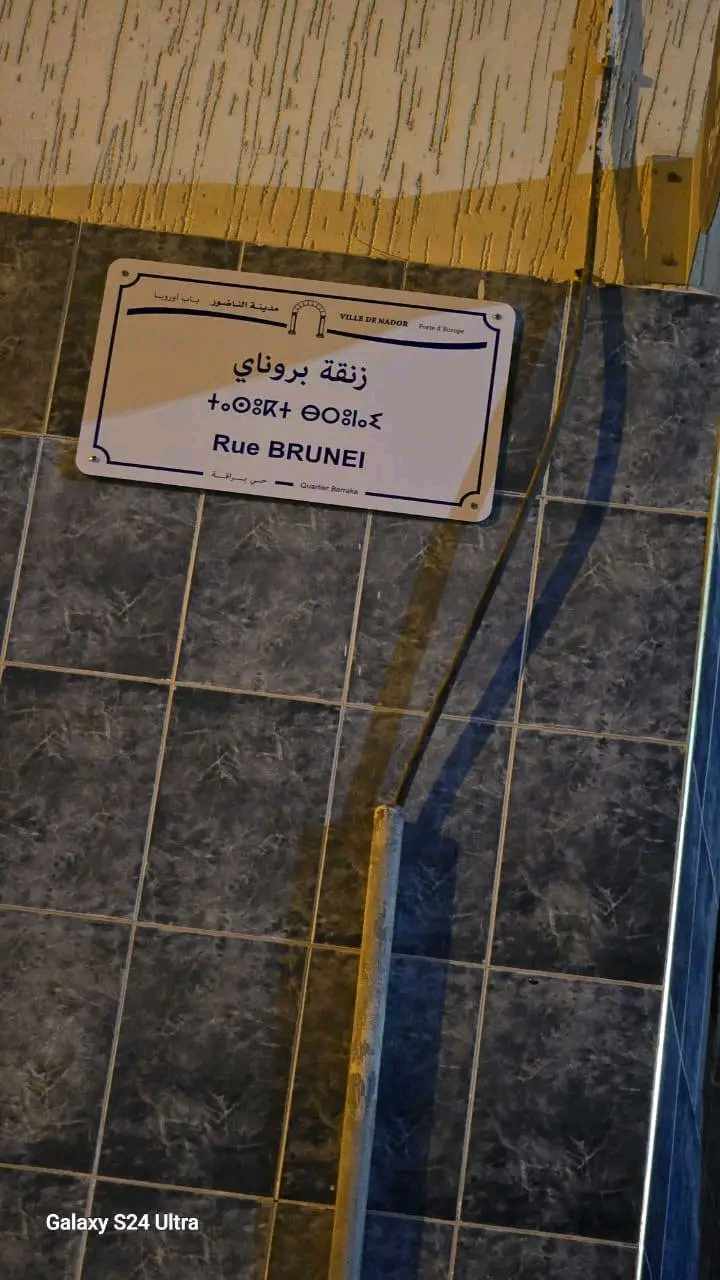 مدينة الناضور باب أوروبا VILLE DE NADOR Porte d'Europe
زنقة بروناي
ⵜⴰⵙⵓⴽⵜ ⴱⵔⵓⵏⴰⵢ
Rue BRUNEI
حي براقة Quartier Barraka
Galaxy S24 Ultra